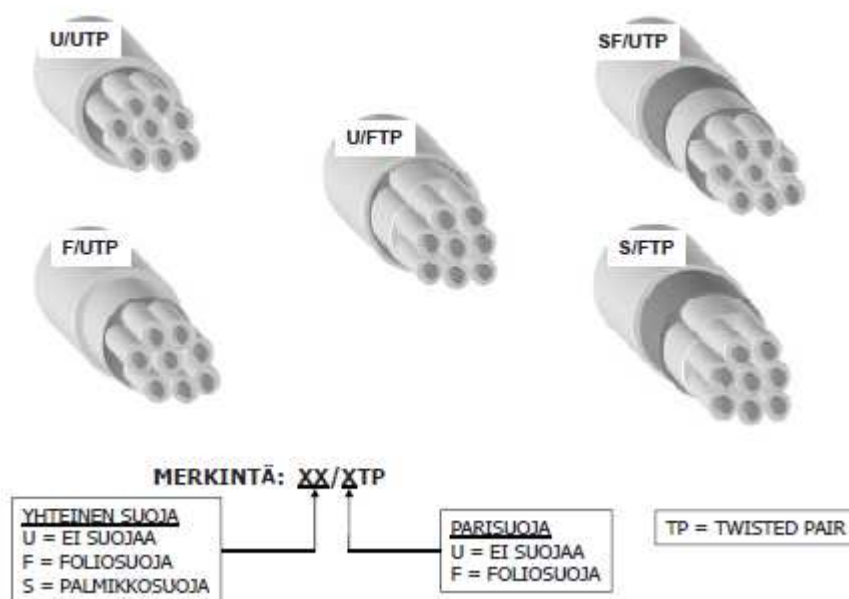 U/UTP
SF/UTP
U/FTP
F/UTP
S/FTP
MERKINTÄ: XX/XTP
YHTEINEN SUOJA
U = EI SUOJAA
F = FOLIOSUOJA
S = PALMIKKOSUOJA
PARISUOJA
U = EI SUOJAA
F = FOLIOSUOJA
TP = TWISTED PAIR